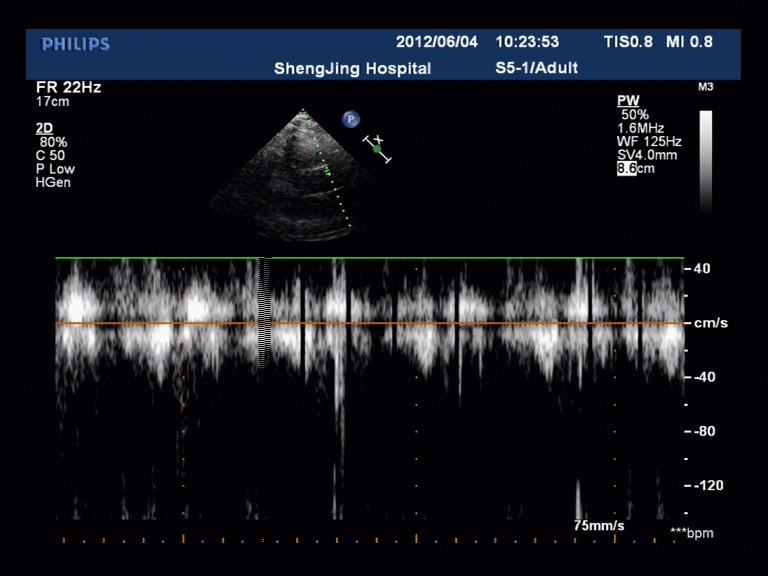 PHILIPS
2012/06/04 10:23:53 TIS0.8 MI 0.8
ShengJing Hospital S5-1/Adult
FR 22Hz
17cm
2D
80%
C 50
P Low
HGen
P
X
M3
PW
50%
1.6MHz
WF 125Hz
SV4.0mm
8.6cm
40
cm/s
-40
-80
-120
75mm/s
***bpm